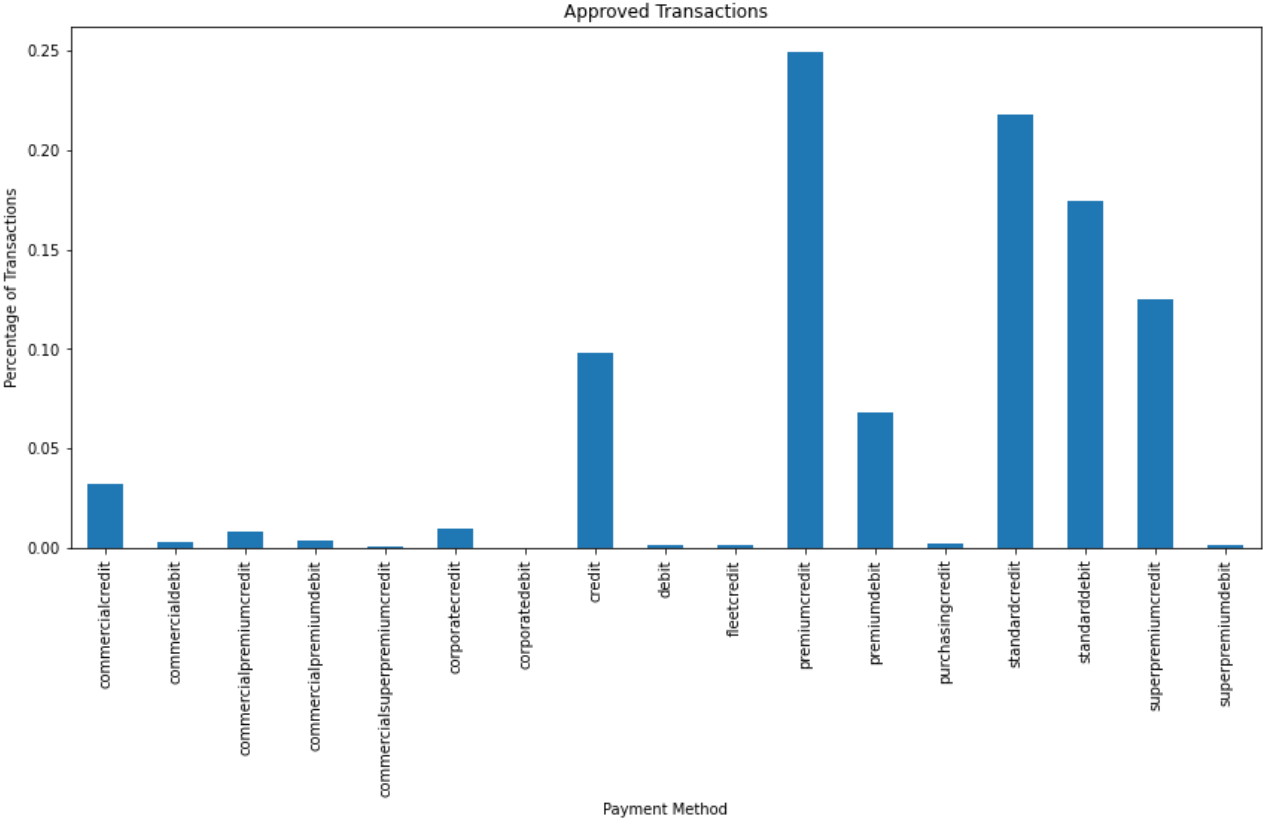 Approved Transactions
Percentage of Transactions
0.25
0.20
0.15
0.10
0.05
0.00
commercialcredit
commercialdebit
commercialpremiumcredit
commercialpremiumdebit
commercialsuperpremiumcredit
corporatecredit
corporatedebit
credit
debit
fleetcredit
premiumcredit
premiumdebit
purchasingcredit
standardcredit
standarddebit
superpremiumcredit
superpremiumdebit
Payment Method